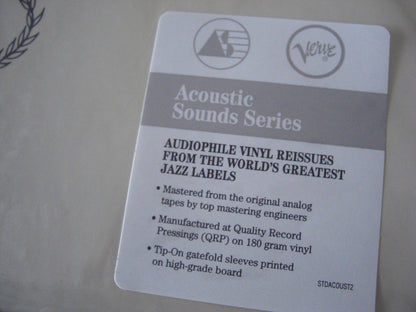 Verve
Acoustic
Sounds Series
AUDIOPHILE VINYL REISSUES
FROM THE WORLD'S GREATEST
JAZZ LABELS
• Mastered from the original analog
tapes by top mastering engineers
• Manufactured at Quality Record
Pressings (QRP) on 180 gram vinyl
• Tip-On gatefold sleeves printed
on high-grade board
STDACOUST2